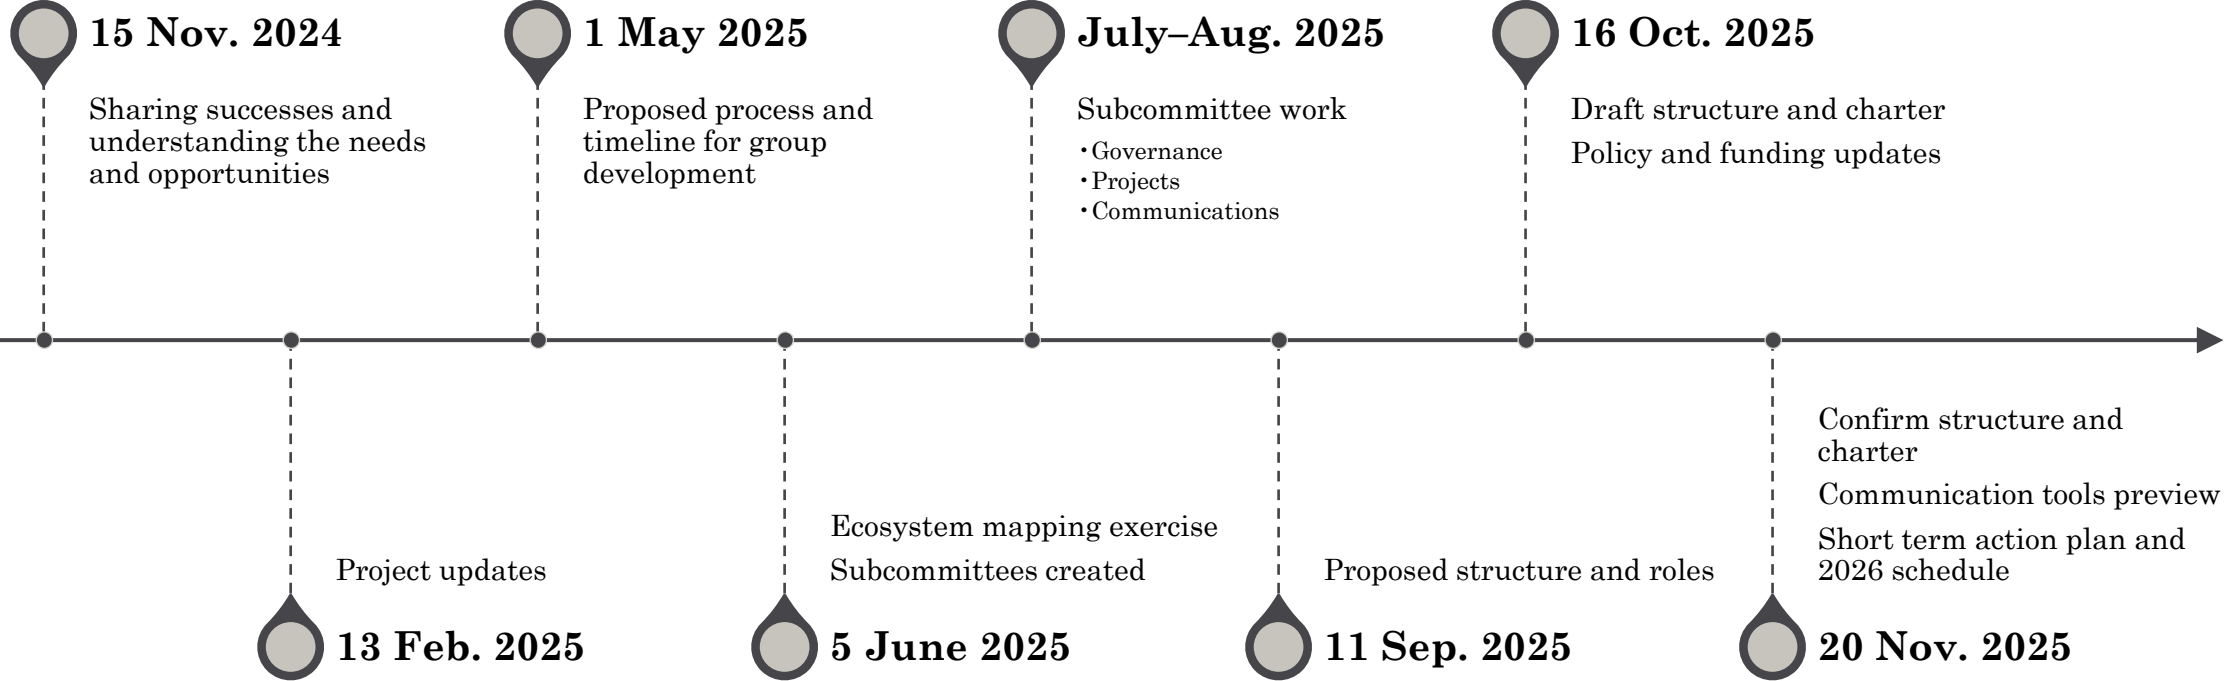 15 Nov. 2024
Sharing successes and
understanding the needs
and opportunities
13 Feb. 2025
Project updates
1 May 2025
Proposed process and
timeline for group
development
5 June 2025
Ecosystem mapping exercise
Subcommittees created
July–Aug. 2025
Subcommittee work
•Governance
•Projects
•Communications
11 Sep. 2025
Proposed structure and roles
16 Oct. 2025
Draft structure and charter
Policy and funding updates
20 Nov. 2025
Confirm structure and
charter
Communication tools preview
Short term action plan and
2026 schedule